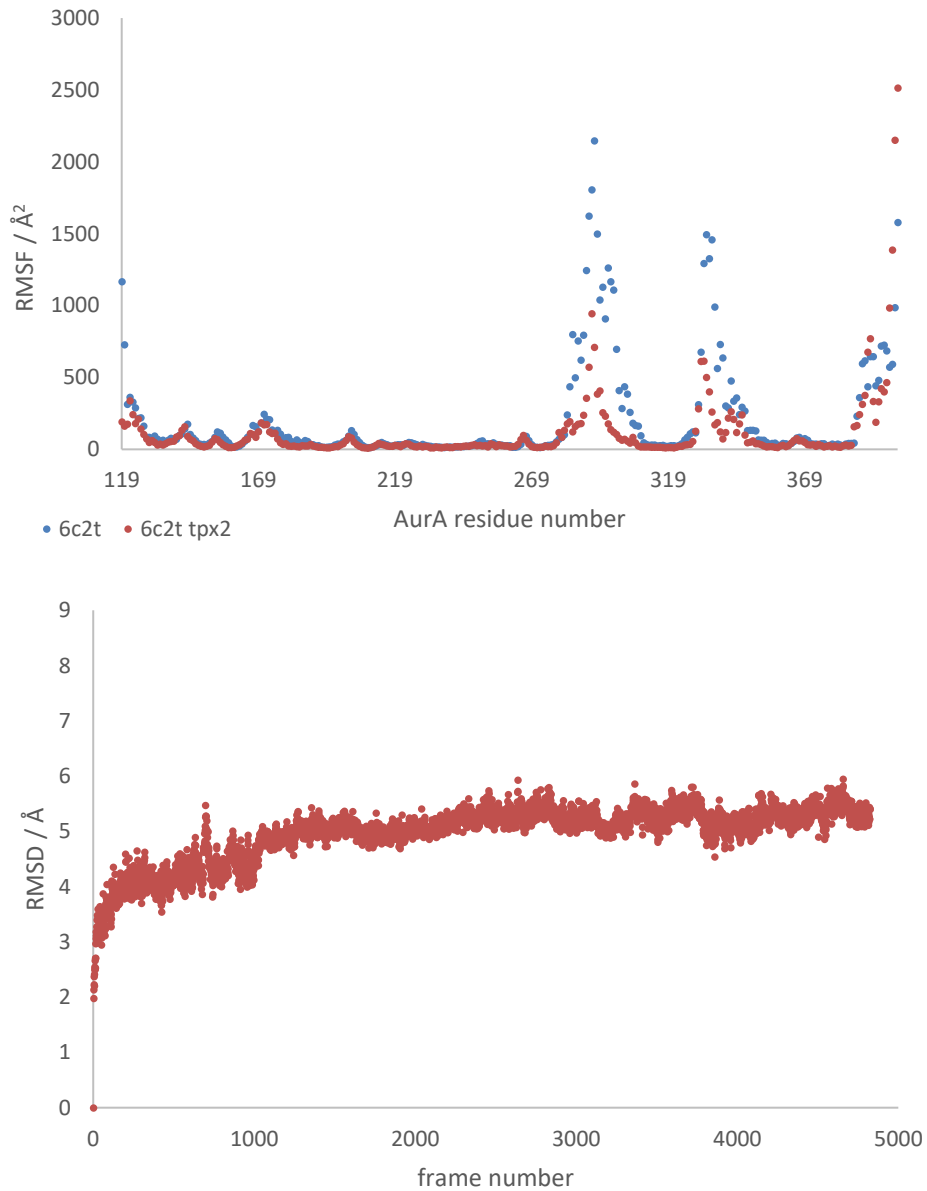 3000
2500
2000
1500
1000
500
0
RMSF / Å²
119 169 219 269 319 369
AurA residue number
6c2t 6c2t tpx2
9
8
7
6
5
4
3
2
1
0
RMSD / Å
0 1000 2000 3000 4000 5000
frame number